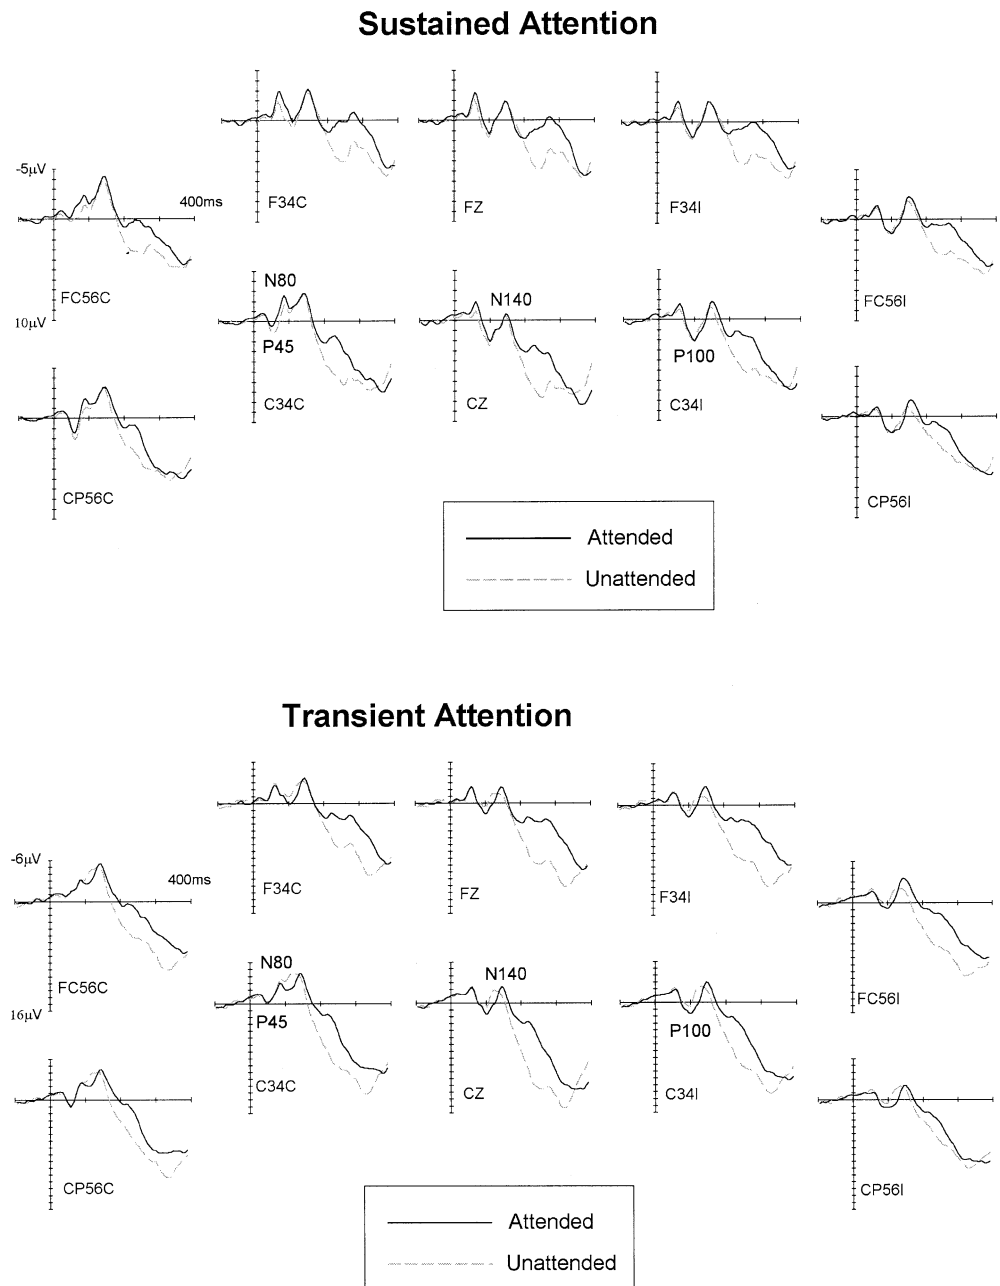 Sustained Attention
-5µV
400ms
F34C
FZ
F34I
FC56C
N80
N140
FC56I
10µV
P45
P100
C34C
CZ
C34I
CP56C
CP56I
Attended
Unattended
Transient Attention
-6µV
400ms
F34C
FZ
F34I
FC56C
N80
N140
FC56I
16µV
P45
P100
C34C
CZ
C34I
CP56C
CP56I
Attended
Unattended